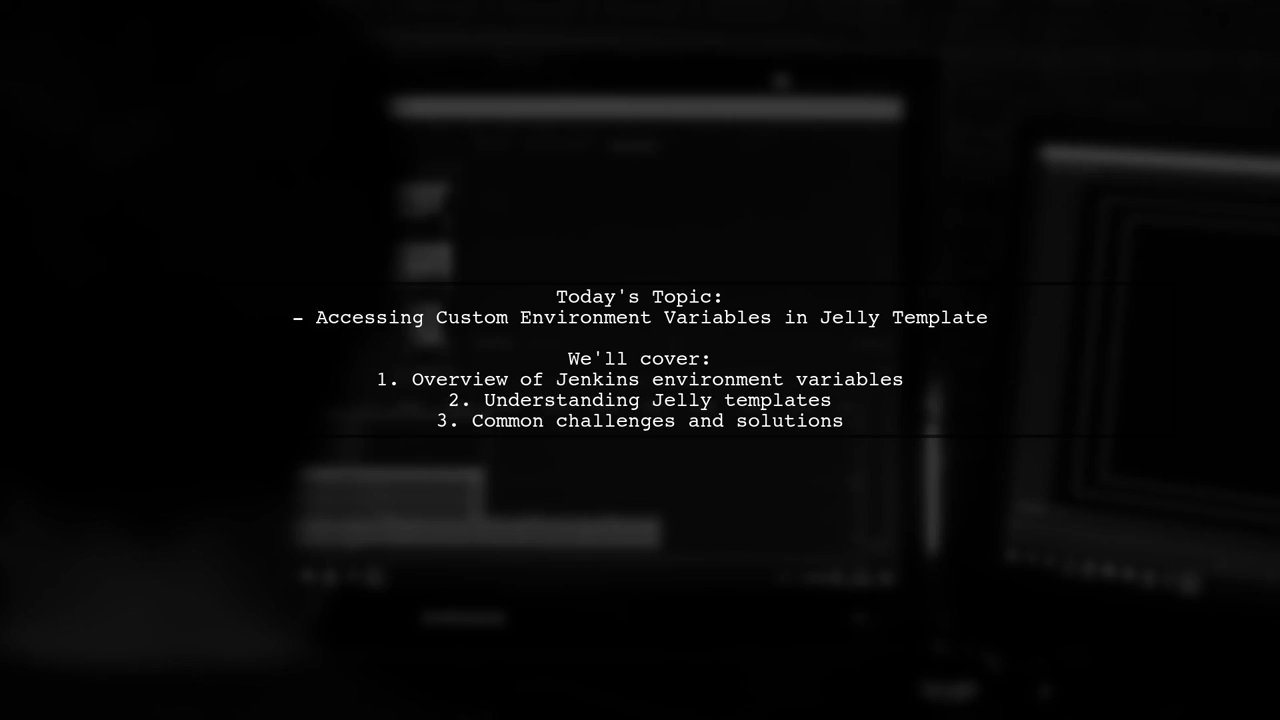 Today's Topic:
- Accessing Custom Environment Variables in Jelly Template
We'll cover:
1. Overview of Jenkins environment variables
2. Understanding Jelly templates
3. Common challenges and solutions